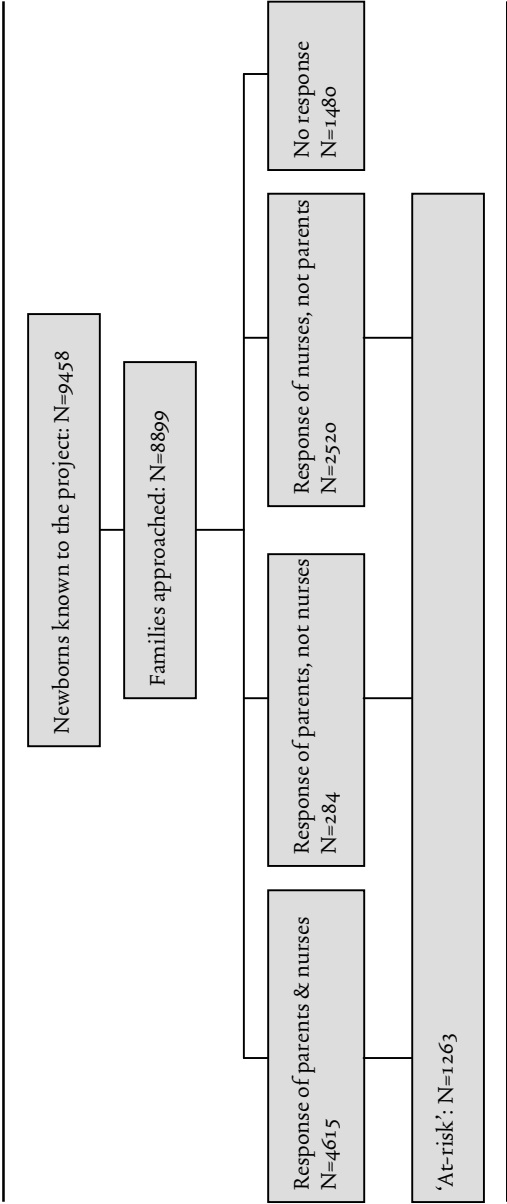 Newborns known to the project: N=9458
Families approached: N=8899
Response of parents & nurses
N=4615
Response of parents, not nurses
N=284
Response of nurses, not parents
N=2520
No response
N=1480
‘At-risk’: N=1263